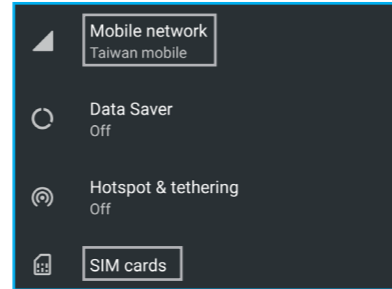 Mobile network
Taiwan mobile
Data Saver
Off
Hotspot & tethering
Off
SIM cards